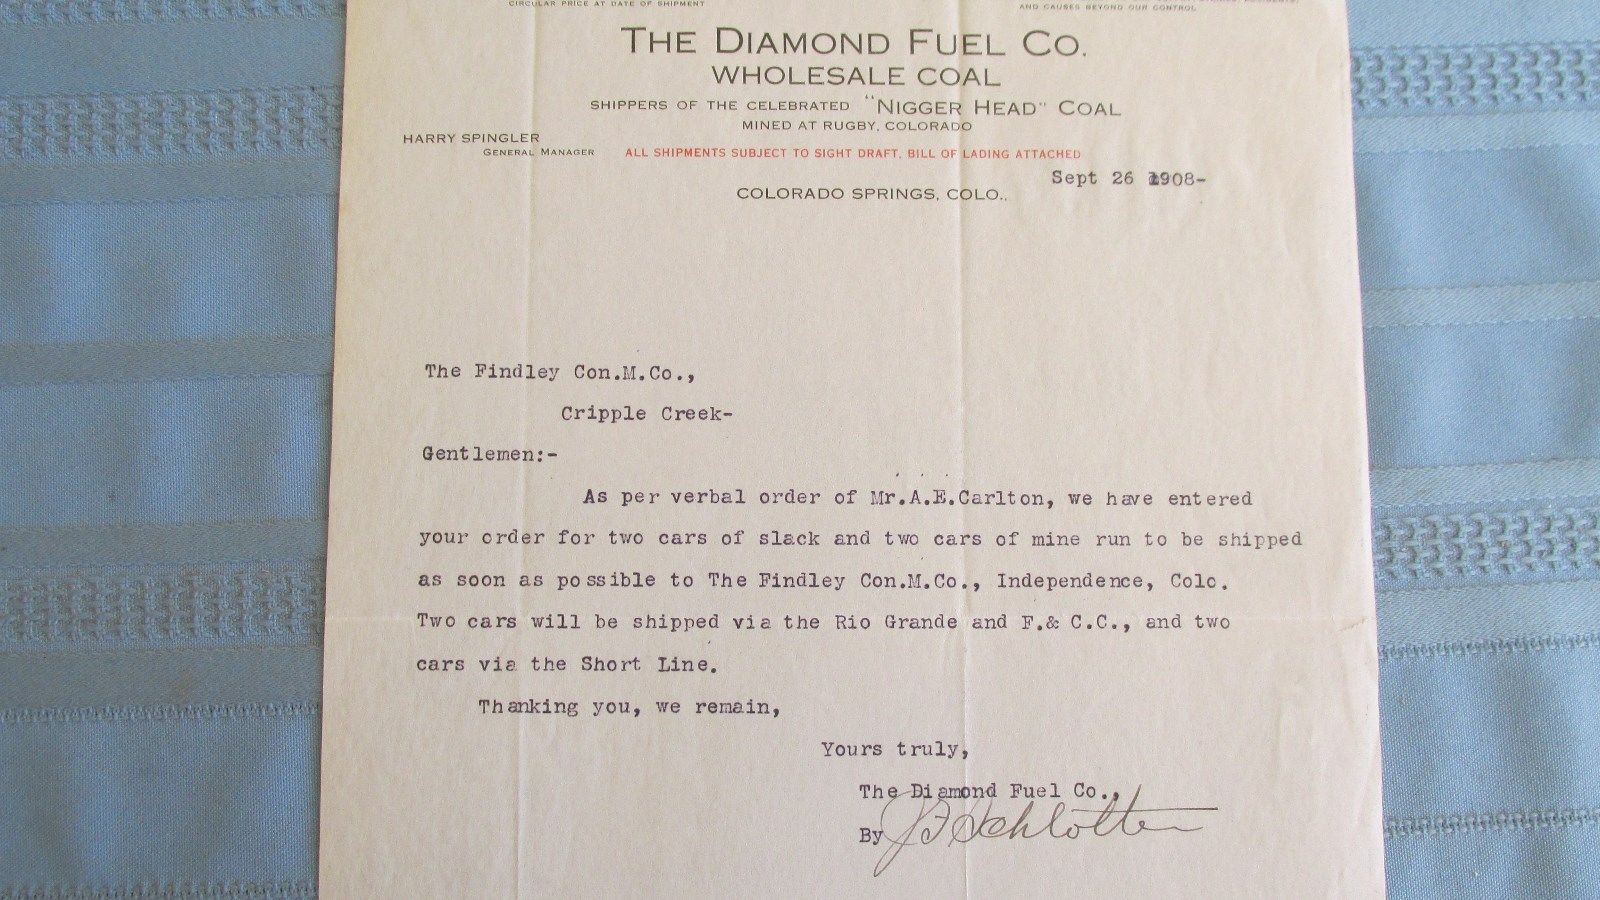 CIRCULAR PRICE AT DATE OF SHIPMENT
AND CAUSES BEYOND OUR CONTROL
THE DIAMOND FUEL CO.
WHOLESALE COAL
SHIPPERS OF THE CELEBRATED "NIGGER HEAD" COAL
MINED AT RUGBY, COLORADO
HARRY SPINGLER
GENERAL MANAGER
ALL SHIPMENTS SUBJECT TO SIGHT DRAFT, BILL OF LADING ATTACHED
Sept 26 1908-
COLORADO SPRINGS, COLO.,
The Findley Con.M.Co.,
Cripple Creek-
Gentlemen:-
As per verbal order of Mr.A.E.Carlton, we have entered
your order for two cars of slack and two cars of mine run to be shipped
as soon as possible to The Findley Con.M.Co., Independence, Colo.
Two cars will be shipped via the Rio Grande and F.& C.C., and two
cars via the Short Line.
Thanking you, we remain,
Yours truly,
The Diamond Fuel Co.,
By J B Schlotter